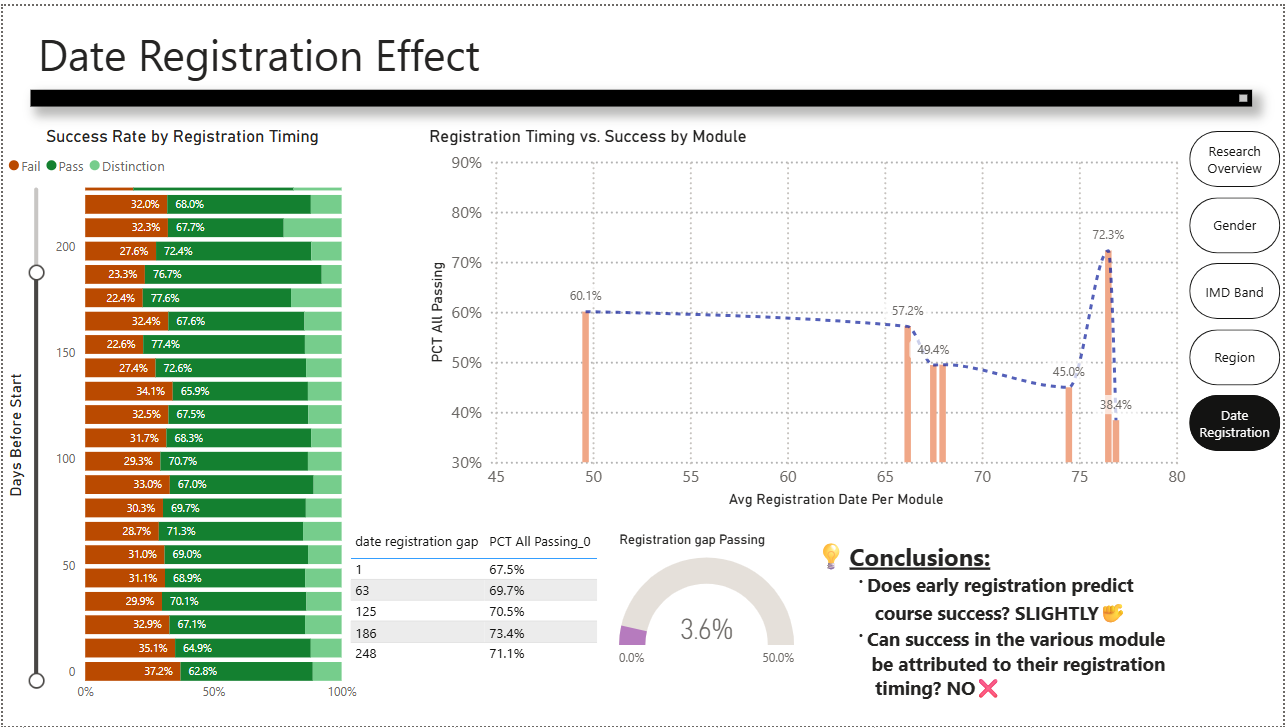 Date Registration Effect
Success Rate by Registration Timing
Fail Pass Distinction
Days Before Start
200
150
100
50
0
32.0% 68.0%
32.3% 67.7%
27.6% 72.4%
23.3% 76.7%
22.4% 77.6%
32.4% 67.6%
22.6% 77.4%
27.4% 72.6%
34.1% 65.9%
32.5% 67.5%
31.7% 68.3%
29.3% 70.7%
33.0% 67.0%
30.3% 69.7%
28.7% 71.3%
31.0% 69.0%
31.1% 68.9%
29.9% 70.1%
32.9% 67.1%
35.1% 64.9%
37.2% 62.8%
0% 50% 100%
Registration Timing vs. Success by Module
PCT All Passing
90%
80%
70%
60%
50%
40%
30%
60.1%
57.2%
49.4%
45.0%
72.3%
38.4%
45 50 55 60 65 70 75 80
Avg Registration Date Per Module
date registration gap PCT All Passing_0
1 67.5%
63 69.7%
125 70.5%
186 73.4%
248 71.1%
Registration gap Passing
3.6%
0.0% 50.0%
💡 Conclusions:
· Does early registration predict
course success? SLIGHTLY
· Can success in the various module
be attributed to their registration
timing? NO ❌
Research
Overview
Gender
IMD Band
Region
Date
Registration